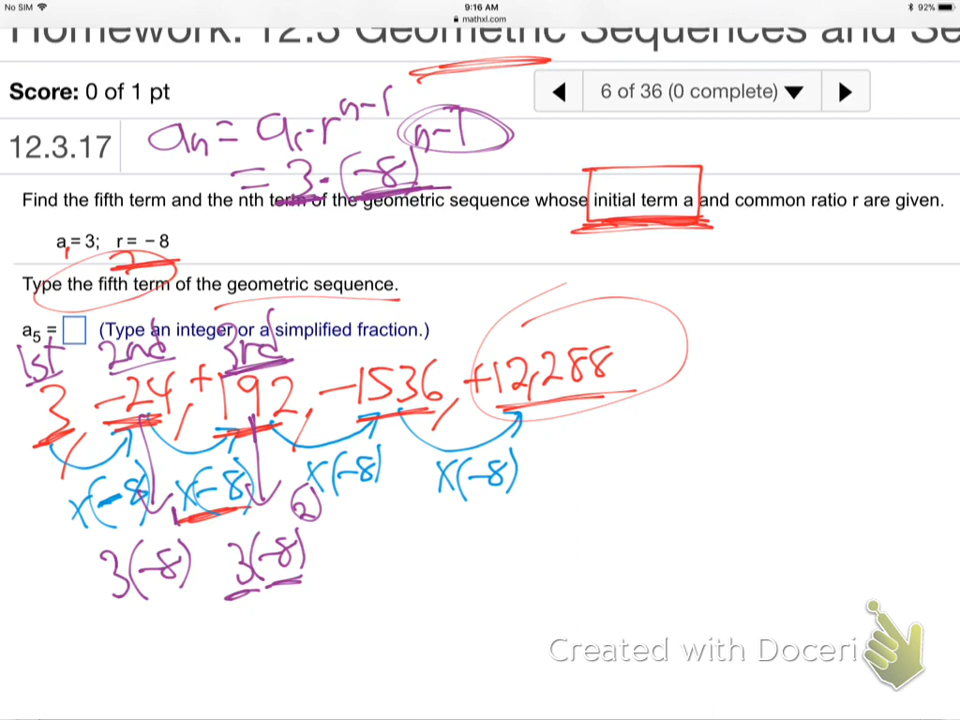 No SIM 9:16 AM 92%
mathxl.com
Homework: 12.3 Geometric Sequences and Se
Score: 0 of 1 pt
6 of 36 (0 complete)
12.3.17
aₙ = a₁ · r^(n-1)
= 3 · (-8)^(n-1)
Find the fifth term and the nth term of the geometric sequence whose initial term a and common ratio r are given.
a₁ = 3; r = - 8
Type the fifth term of the geometric sequence.
a₅ = (Type an integer or a simplified fraction.)
1st 2nd 3rd
3, -24, +192, -1536, +12,288
x(-8) x(-8) x(-8) x(-8)
3(-8) 3(-8)²
Created with Doceri